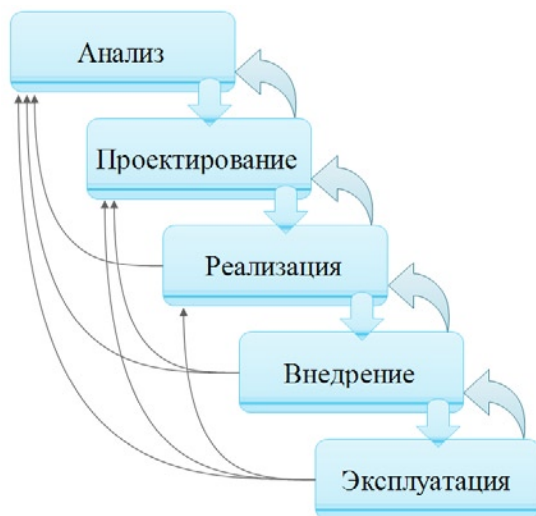 Анализ
Проектирование
Реализация
Внедрение
Эксплуатация